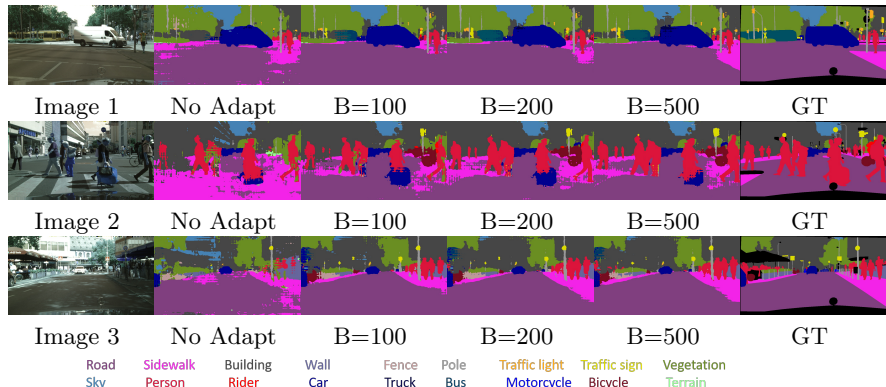 Image 1 No Adapt B=100 B=200 B=500 GT
Image 2 No Adapt B=100 B=200 B=500 GT
Image 3 No Adapt B=100 B=200 B=500 GT
Road Sidewalk Building Wall Fence Pole Traffic light Traffic sign Vegetation
Sky Person Rider Car Truck Bus Motorcycle Bicycle Terrain